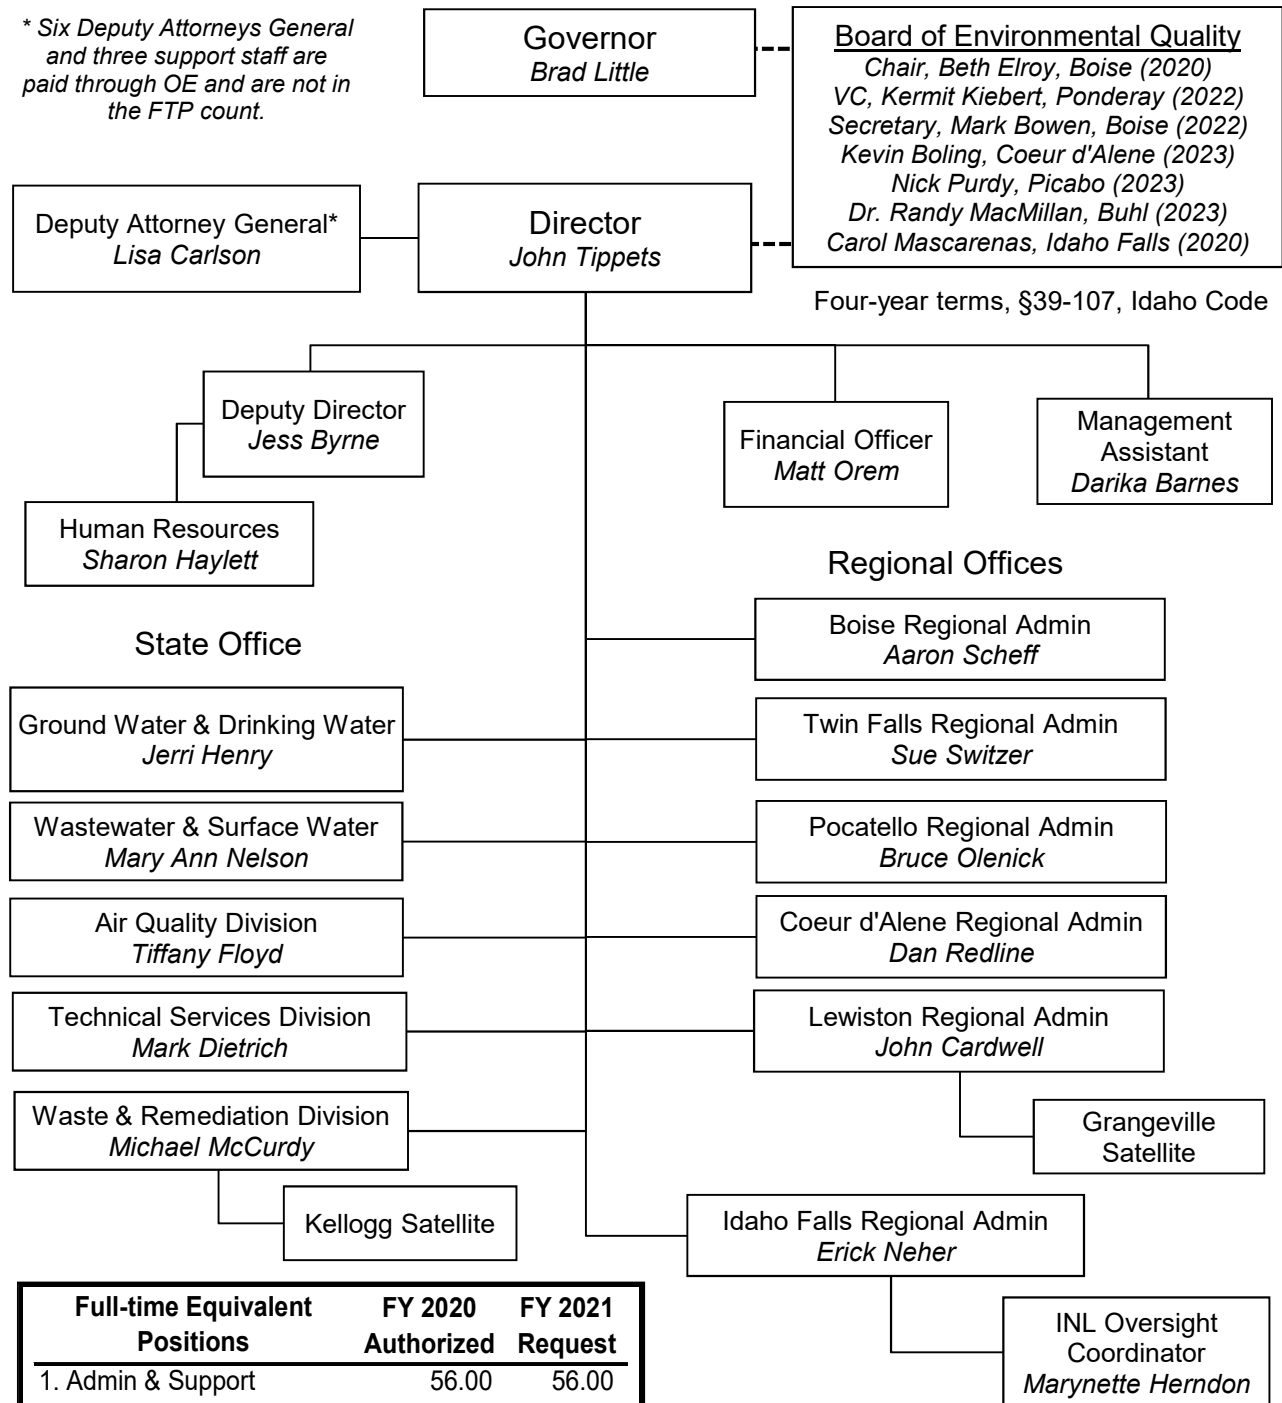 * Six Deputy Attorneys General
and three support staff are
paid through OE and are not in
the FTP count.
Governor
Brad Little
Board of Environmental Quality
Chair, Beth Elroy, Boise (2020)
VC, Kermit Kiebert, Ponderay (2022)
Secretary, Mark Bowen, Boise (2022)
Kevin Boling, Coeur d'Alene (2023)
Nick Purdy, Picabo (2023)
Dr. Randy MacMillan, Buhl (2023)
Carol Mascarenas, Idaho Falls (2020)
Deputy Attorney General*
Lisa Carlson
Director
John Tippets
Four-year terms, §39-107, Idaho Code
Deputy Director
Jess Byrne
Financial Officer
Matt Orem
Management
Assistant
Darika Barnes
Human Resources
Sharon Haylett
Regional Offices
State Office
Boise Regional Admin
Aaron Scheff
Ground Water & Drinking Water
Jerri Henry
Twin Falls Regional Admin
Sue Switzer
Wastewater & Surface Water
Mary Ann Nelson
Pocatello Regional Admin
Bruce Olenick
Air Quality Division
Tiffany Floyd
Coeur d'Alene Regional Admin
Dan Redline
Technical Services Division
Mark Dietrich
Lewiston Regional Admin
John Cardwell
Waste & Remediation Division
Michael McCurdy
Grangeville
Satellite
Kellogg Satellite
Idaho Falls Regional Admin
Erick Neher
INL Oversight
Coordinator
Marynette Herndon
Full-time Equivalent FY 2020 FY 2021
Positions Authorized Request
1. Admin & Support 56.00 56.00